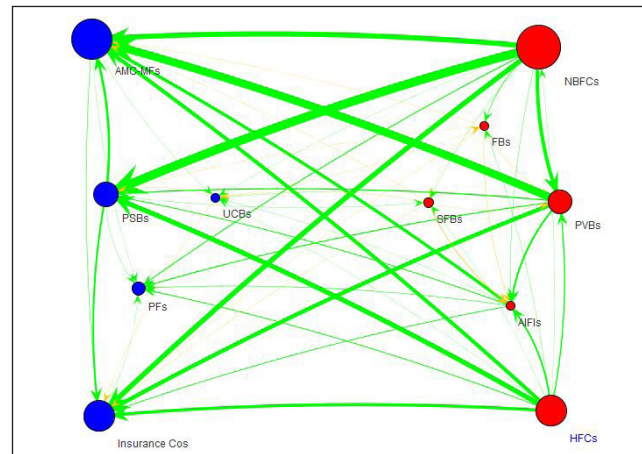 AMC-MFs
NBFCs
FBs
PSBs
UCBs
SFBs
PVBs
PFs
AIFIs
Insurance Cos
HFCs